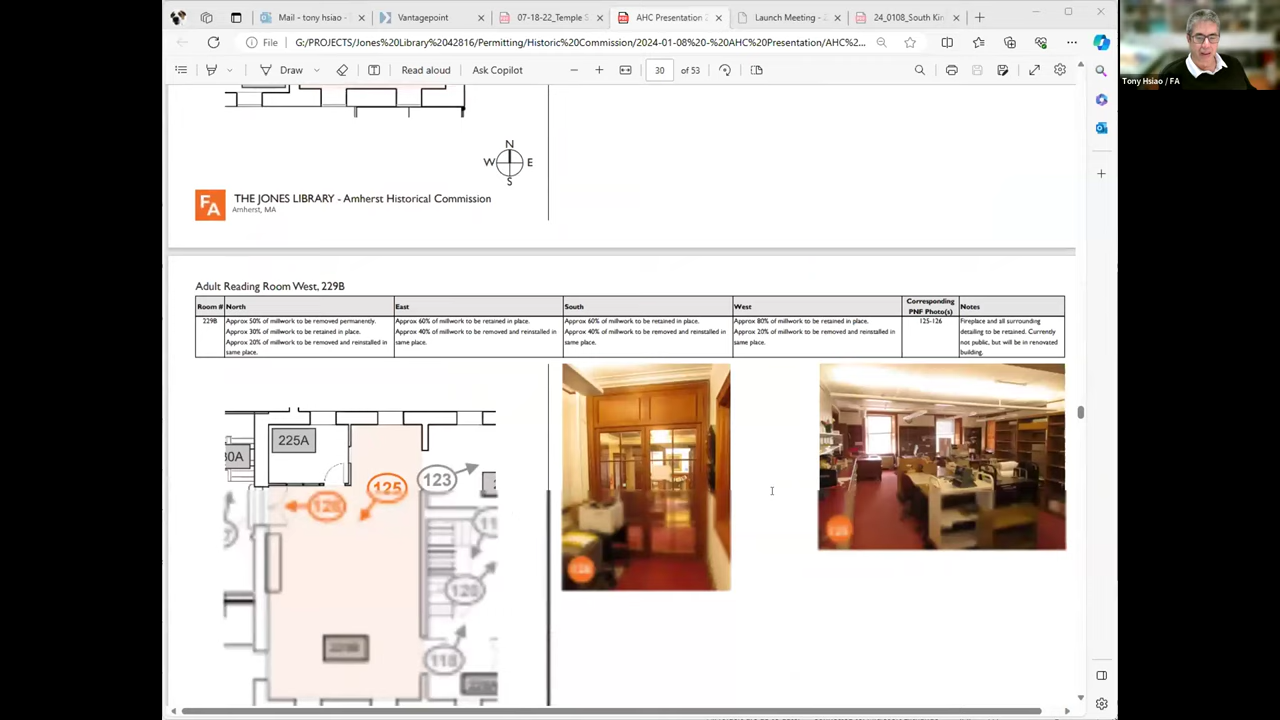 Mail - tony hsiao -
Vantagepoint
07-18-22_Temple S
AHC Presentation 2
Launch Meeting - Z
24_0108_South Kin
File
G:/PROJECTS/Jones%20Library%2042816/Permitting/Historic%20Commission/2024-01-08%20-%20AHC%20Presentation/AHC%...
Draw
Read aloud
Ask Copilot
30 of 53
Tony Hsiao / FA
N
W E
S
FA
THE JONES LIBRARY - Amherst Historical Commission
Amherst, MA
Adult Reading Room West, 229B
Room # North East South West Corresponding PNF Photo(s) Notes
229B
Approx 50% of millwork to be removed permanently.
Approx 30% of millwork to be retained in place.
Approx 20% of millwork to be removed and reinstalled in
same place.
Approx 60% of millwork to be retained in place.
Approx 40% of millwork to be removed and reinstalled in
same place.
Approx 60% of millwork to be retained in place.
Approx 40% of millwork to be removed and reinstalled in
same place.
Approx 80% of millwork to be retained in place.
Approx 20% of millwork to be removed and reinstalled in
same place.
125-126
Fireplace and all surrounding
detailing to be retained. Currently
not public, but will be in renovated
building.
225A
125
123
118